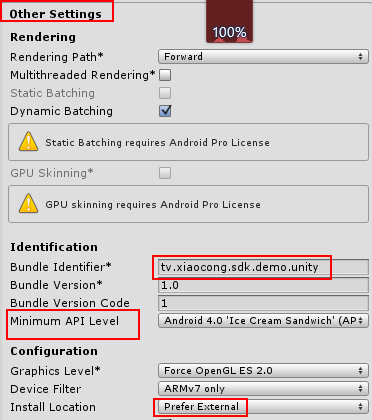 Other Settings
100%
Rendering
Rendering Path* Forward
Multithreaded Rendering*
Static Batching
Dynamic Batching
Static Batching requires Android Pro License
GPU Skinning*
GPU skinning requires Android Pro License
Identification
Bundle Identifier* tv.xiaocong.sdk.demo.unity
Bundle Version* 1.0
Bundle Version Code 1
Minimum API Level Android 4.0 'Ice Cream Sandwich' (AP
Configuration
Graphics Level* Force OpenGL ES 2.0
Device Filter ARMv7 only
Install Location Prefer External